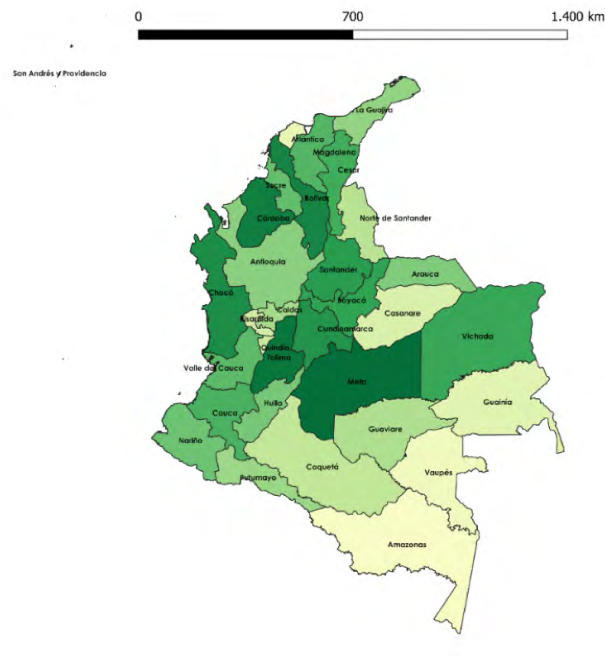 0 700 1.400 km
San Andrés y Providencia
La Guajira
Atlantico
Magdalena
Cesar
Sucre
Bolívar
Norte de Santander
Córdoba
Antioquia
Santander
Arauca
Chocó
Boyacá
Caldas
Casanare
Risaralda
Cundinamarca
Vichada
Quindío
Tolima
Valle del Cauca
Meta
Guainía
Huila
Cauca
Guaviare
Nariño
Caquetá
Vaupés
Putumayo
Amazonas